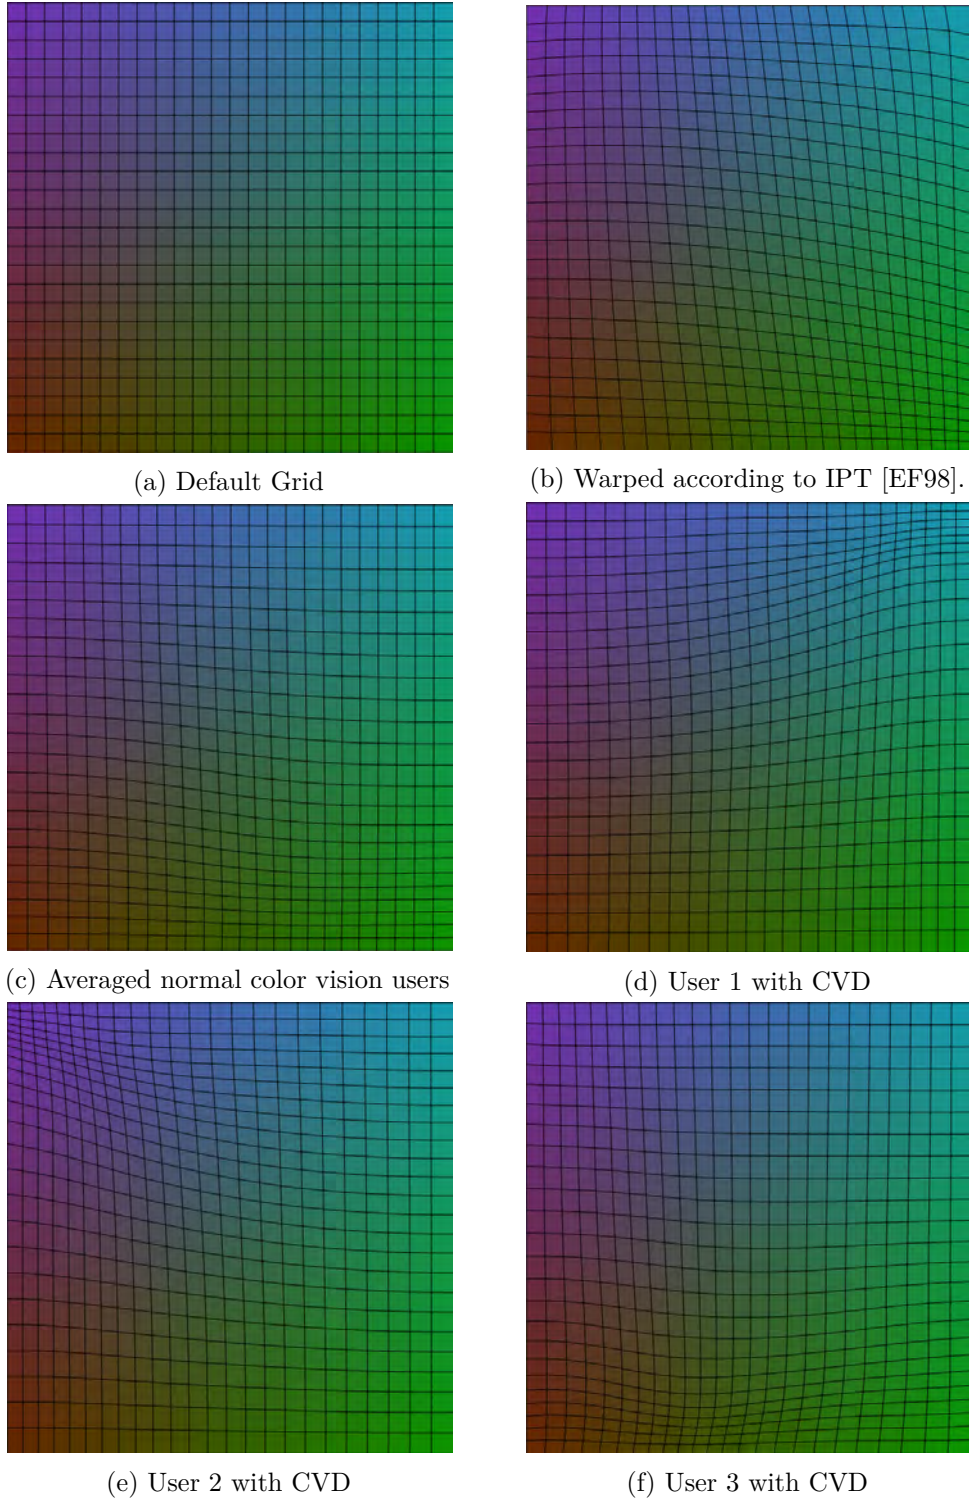 (a) Default Grid
(b) Warped according to IPT [EF98].
(c) Averaged normal color vision users
(d) User 1 with CVD
(e) User 2 with CVD
(f) User 3 with CVD